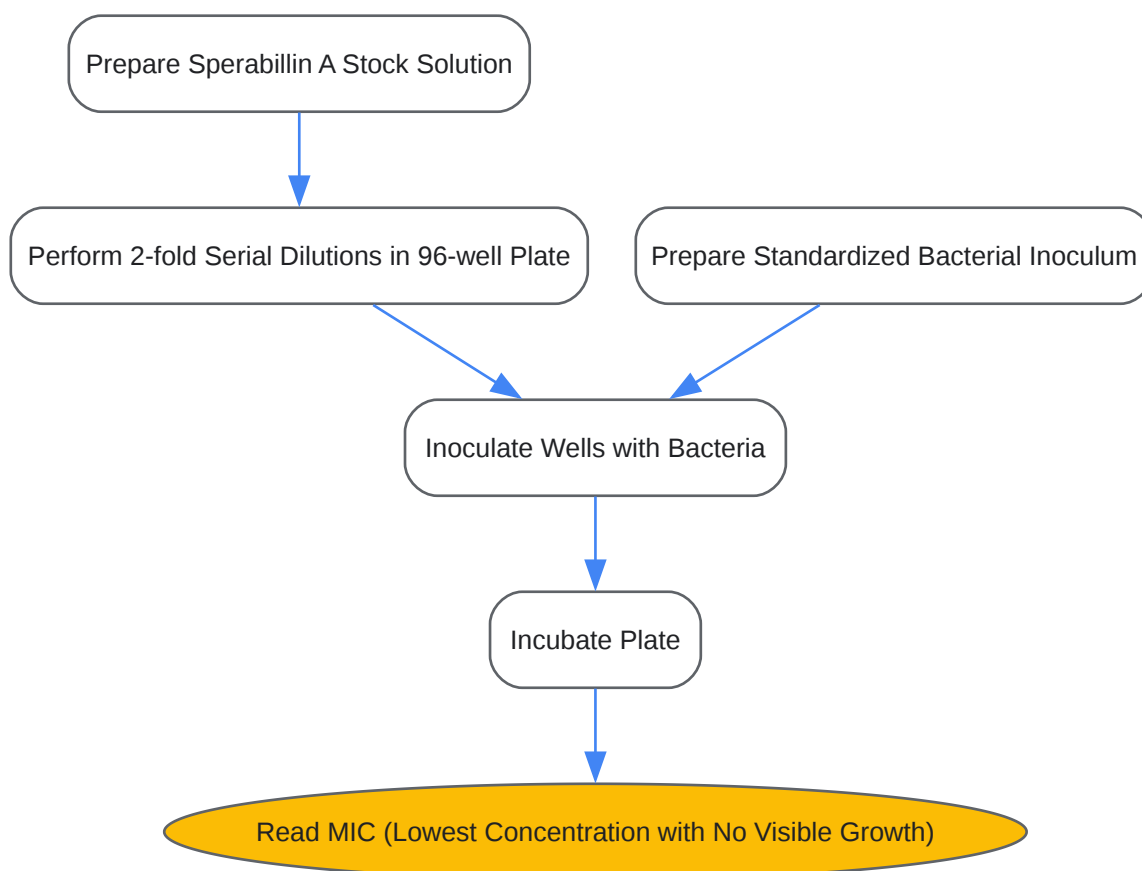 Prepare Sperabillin A Stock Solution
Perform 2-fold Serial Dilutions in 96-well Plate
Prepare Standardized Bacterial Inoculum
Inoculate Wells with Bacteria
Incubate Plate
Read MIC (Lowest Concentration with No Visible Growth)